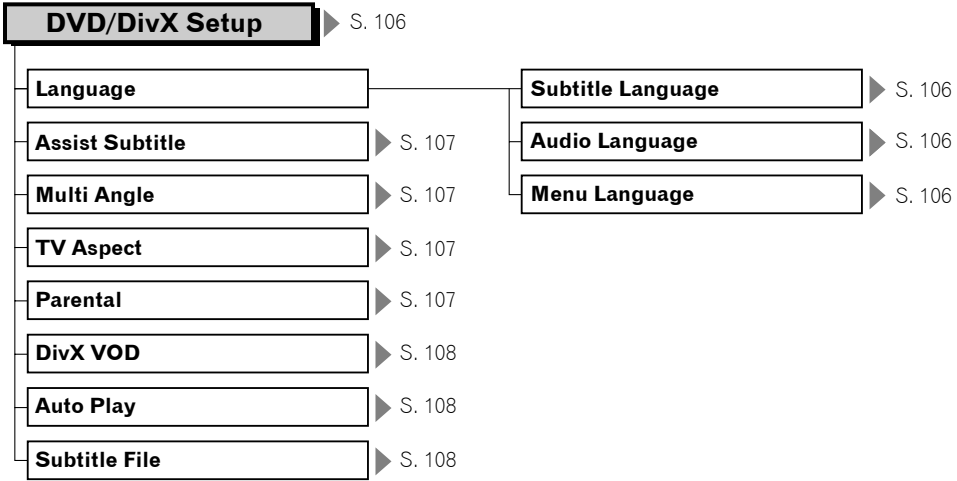 DVD/DivX Setup S. 106
Language
Subtitle Language S. 106
Assist Subtitle S. 107
Audio Language S. 106
Multi Angle S. 107
Menu Language S. 106
TV Aspect S. 107
Parental S. 107
DivX VOD S. 108
Auto Play S. 108
Subtitle File S. 108